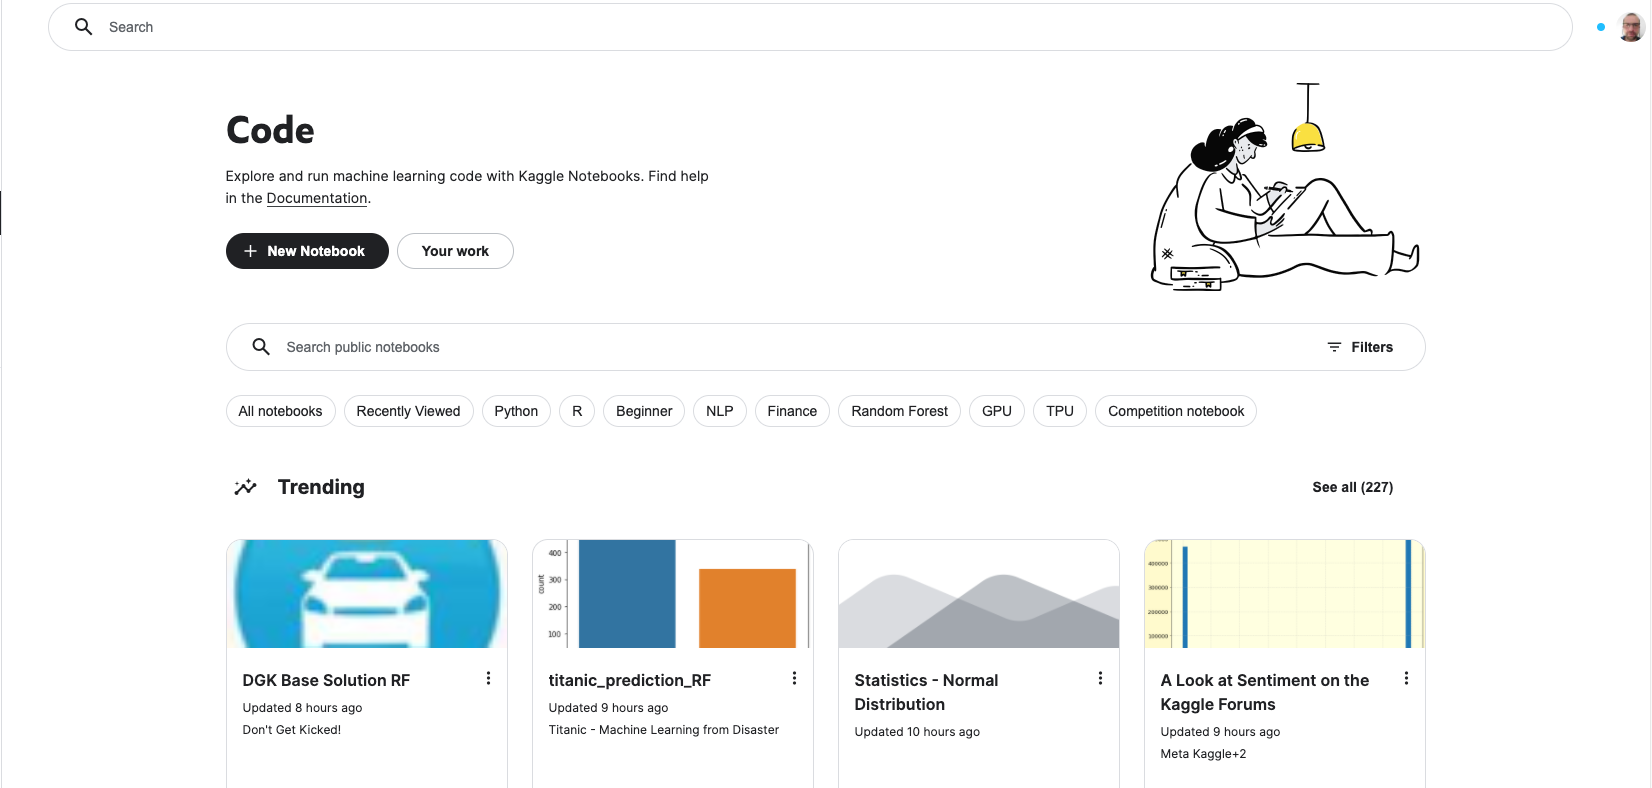 Search
Code
Explore and run machine learning code with Kaggle Notebooks. Find help
in the Documentation.
New Notebook
Your work
Search public notebooks
Filters
All notebooks
Recently Viewed
Python
R
Beginner
NLP
Finance
Random Forest
GPU
TPU
Competition notebook
Trending
See all (227)
400
300
200
100
count
400000
300000
200000
100000
DGK Base Solution RF
Updated 8 hours ago
Don't Get Kicked!
titanic_prediction_RF
Updated 9 hours ago
Titanic - Machine Learning from Disaster
Statistics - Normal
Distribution
Updated 10 hours ago
A Look at Sentiment on the
Kaggle Forums
Updated 9 hours ago
Meta Kaggle+2